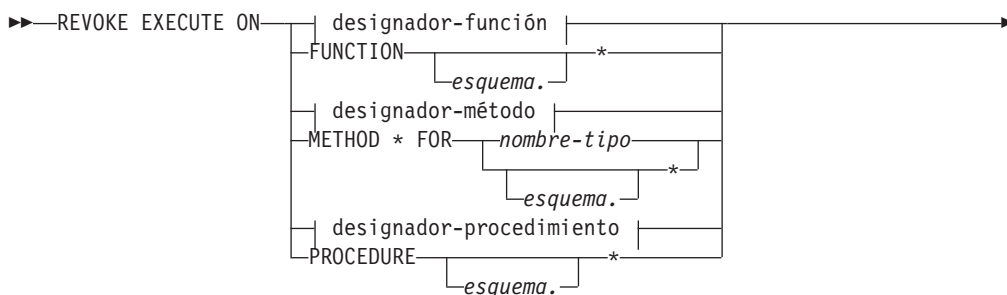 REVOKE EXECUTE ON designador-función
FUNCTION *
esquema.
designador-método
METHOD * FOR nombre-tipo
*
esquema.
designador-procedimiento
PROCEDURE *
esquema.